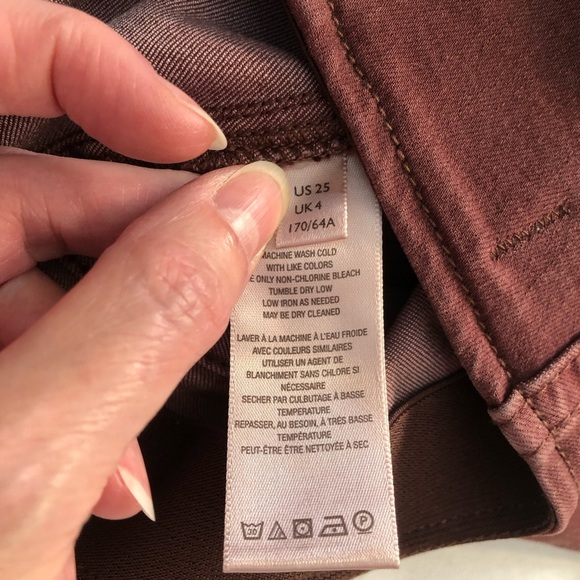 US 25
UK 4
170/64A
MACHINE WASH COLD
WITH LIKE COLORS
ONLY NON-CHLORINE BLEACH
TUMBLE DRY LOW
LOW IRON AS NEEDED
MAY BE DRY CLEANED
LAVER À LA MACHINE À L'EAU FROIDE
AVEC COULEURS SIMILAIRES
UTILISER UN AGENT DE
BLANCHIMENT SANS CHLORE SI
NÉCESSAIRE
SECHER PAR CULBUTAGE À BASSE
TEMPERATURE
REPASSER, AU BESOIN, À TRÈS BASSE
TEMPÉRATURE
PEUT-ÊTRE ÊTRE NETTOYÉE À SEC
30 P